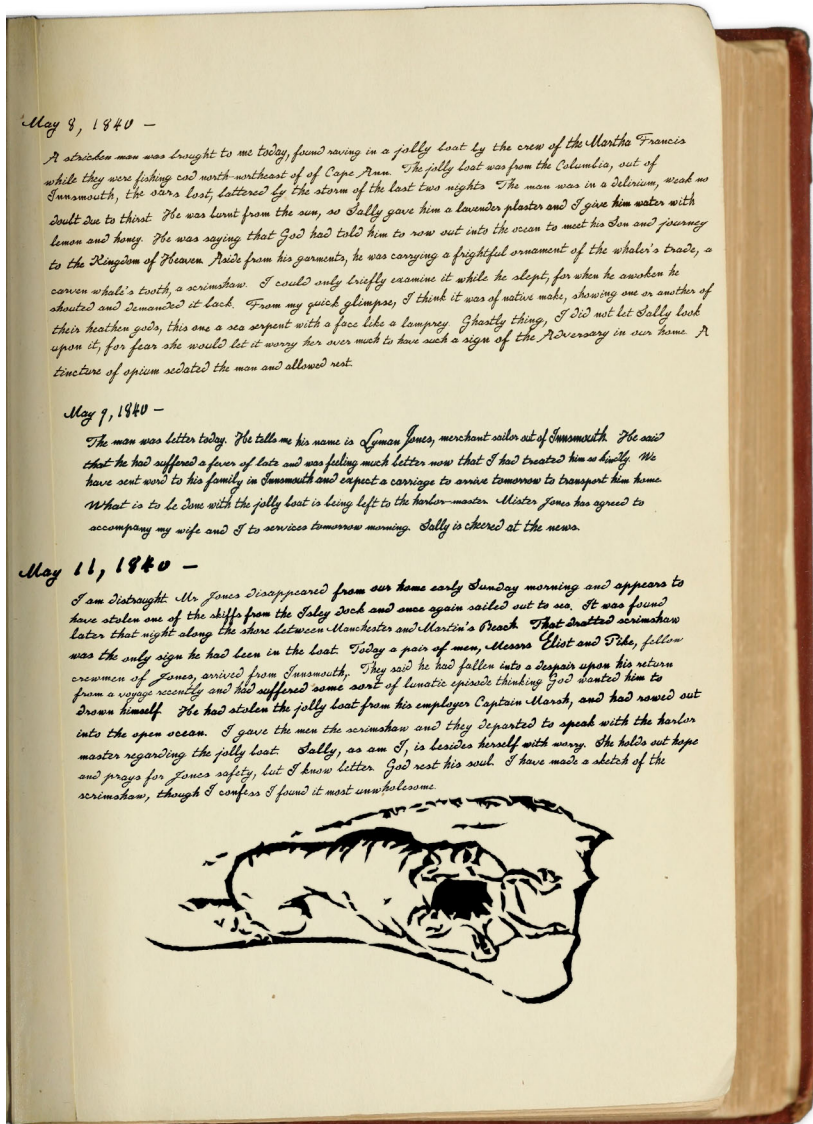 May 8, 1840 –
A stricken man was brought to me today, found raving in a jolly boat by the crew of the Martha Francis
while they were fishing cod north-northeast of of Cape Ann. The jolly boat was from the Columbia, out of
Innsmouth, the oars lost, battered by the storm of the last two nights. The man was in a delirium, weak no
doubt due to thirst. He was burnt from the sun, so Sally gave him a lavender plaster and I give him water with
lemon and honey. He was saying that God had told him to row out into the ocean to meet his Son and journey
to the Kingdom of Heaven. Aside from his garments, he was carrying a frightful ornament of the whaler's trade, a
carven whale's tooth, a scrimshaw. I could only briefly examine it while he slept, for when he awoken he
shouted and demanded it back. From my quick glimpse, I think it was of native make, showing one or another of
their heathen gods, this one a sea serpent with a face like a lamprey. Ghastly thing, I did not let Sally look
upon it, for fear she would let it worry her over much to have such a sign of the Adversary in our home. A
tincture of opium sedated the man and allowed rest.
May 9, 1840 –
The man was better today. He tells me his name is Lyman Jones, merchant sailor out of Innsmouth. He said
that he had suffered a fever of late and was feeling much better now that I had treated him so kindly. We
have sent word to his family in Innsmouth and expect a carriage to arrive tomorrow to transport him home.
What is to be done with the jolly boat is being left to the harbor-master. Mister Jones has agreed to
accompany my wife and I to services tomorrow morning. Sally is cheered at the news.
May 11, 1840 –
I am distraught. Mr Jones disappeared from our home early Sunday morning and appears to
have stolen one of the skiffs from the Isley dock and once again sailed out to sea. It was found
later that night along the shore between Manchester and Martin's Beach. That dratted scrimshaw
was the only sign he had been in the boat. Today a pair of men, Messrs Eliot and Pike, fellow
crewmen of Jones, arrived from Innsmouth,. They said he had fallen into a despair upon his return
from a voyage recently and had suffered some sort of lunatic episode thinking God wanted him to
drown himself. He had stolen the jolly boat from his employer Captain Marsh, and had rowed out
into the open ocean. I gave the men the scrimshaw and they departed to speak with the harbor
master regarding the jolly boat. Sally, as am I, is besides herself with worry. She holds out hope
and prays for Jones safety, but I know better. God rest his soul. I have made a sketch of the
scrimshaw, though I confess I found it most unwholesome.